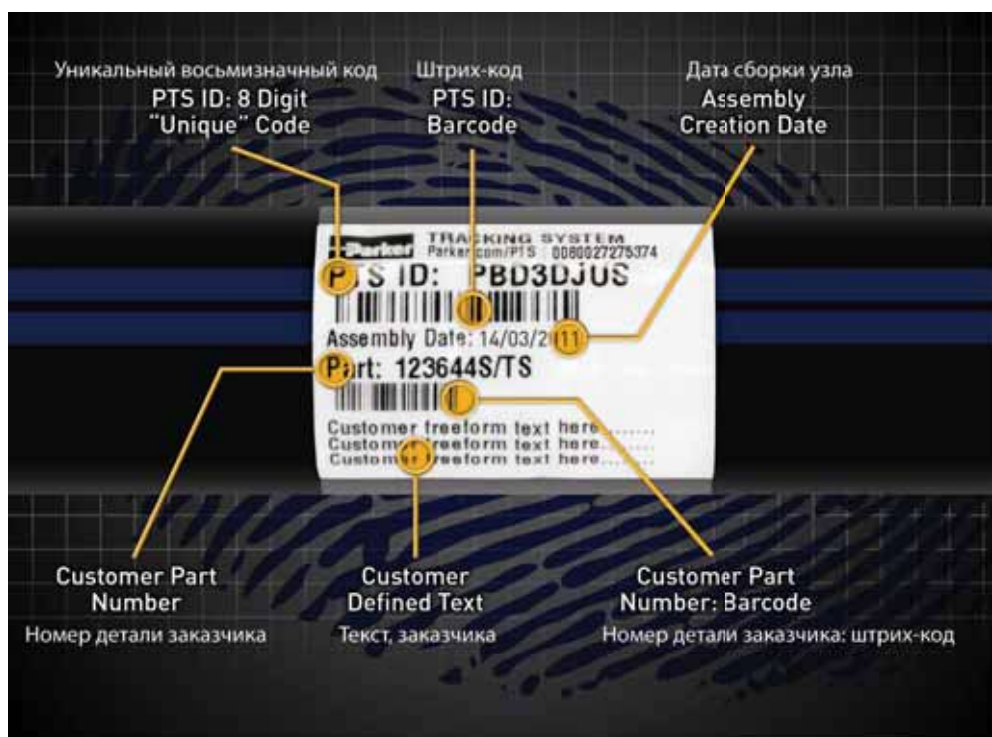 Уникальный восьмизначный код
PTS ID: 8 Digit
"Unique" Code
Штрих-код
PTS ID:
Barcode
Дата сборки узла
Assembly
Creation Date
Parker TRACKING SYSTEM
Parker.com/PTS 0080027275374
PTS ID: PBD3DJUS
Assembly Date: 14/03/2011
Part: 123644S/TS
Customer freeform text here.......
Customer freeform text here.......
Customer freeform text here.......
Customer Part
Number
Номер детали заказчика
Customer
Defined Text
Текст, заказчика
Customer Part
Number: Barcode
Номер детали заказчика: штрих-код